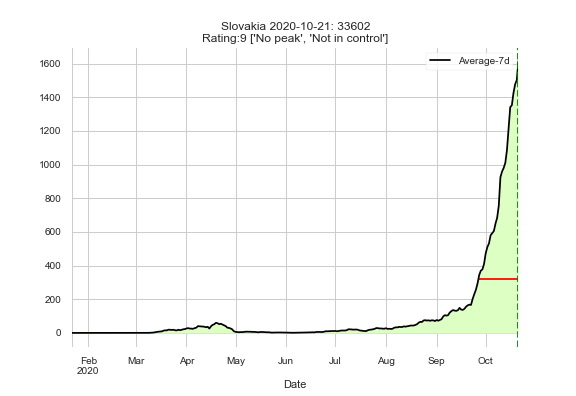 Slovakia 2020-10-21: 33602
Rating:9 ['No peak', 'Not in control']
Average-7d
1600
1400
1200
1000
800
600
400
200
0
Feb Mar Apr May Jun Jul Aug Sep Oct
2020
Date